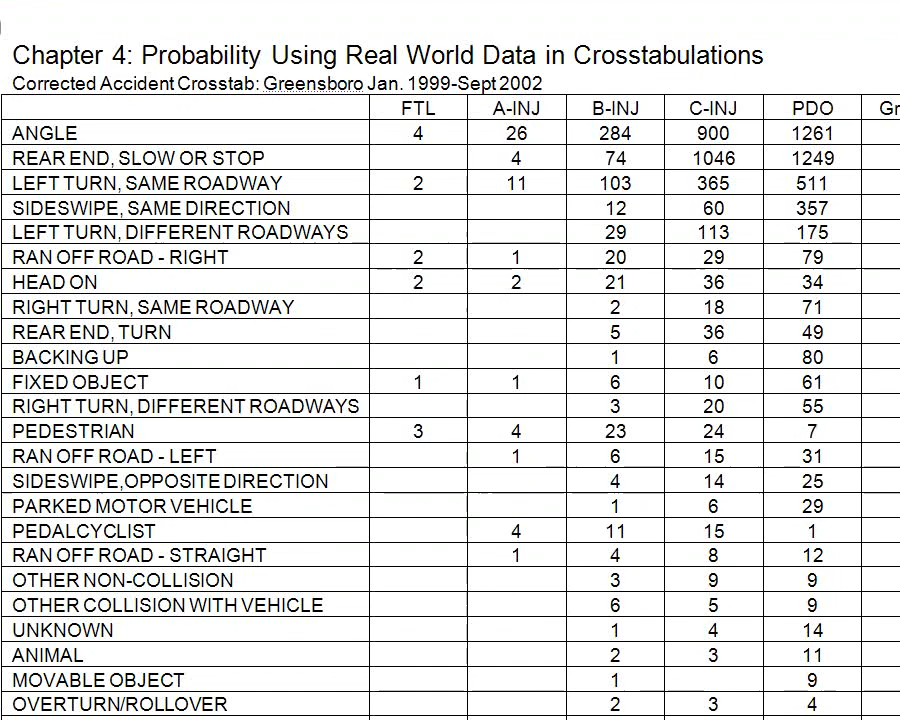 Chapter 4: Probability Using Real World Data in Crosstabulations
Corrected Accident Crosstab: Greensboro Jan. 1999-Sept 2002
FTL A-INJ B-INJ C-INJ PDO Gr
ANGLE 4 26 284 900 1261
REAR END, SLOW OR STOP 4 74 1046 1249
LEFT TURN, SAME ROADWAY 2 11 103 365 511
SIDESWIPE, SAME DIRECTION 12 60 357
LEFT TURN, DIFFERENT ROADWAYS 29 113 175
RAN OFF ROAD - RIGHT 2 1 20 29 79
HEAD ON 2 2 21 36 34
RIGHT TURN, SAME ROADWAY 2 18 71
REAR END, TURN 5 36 49
BACKING UP 1 6 80
FIXED OBJECT 1 1 6 10 61
RIGHT TURN, DIFFERENT ROADWAYS 3 20 55
PEDESTRIAN 3 4 23 24 7
RAN OFF ROAD - LEFT 1 6 15 31
SIDESWIPE,OPPOSITE DIRECTION 4 14 25
PARKED MOTOR VEHICLE 1 6 29
PEDALCYCLIST 4 11 15 1
RAN OFF ROAD - STRAIGHT 1 4 8 12
OTHER NON-COLLISION 3 9 9
OTHER COLLISION WITH VEHICLE 6 5 9
UNKNOWN 1 4 14
ANIMAL 2 3 11
MOVABLE OBJECT 1 9
OVERTURN/ROLLOVER 2 3 4